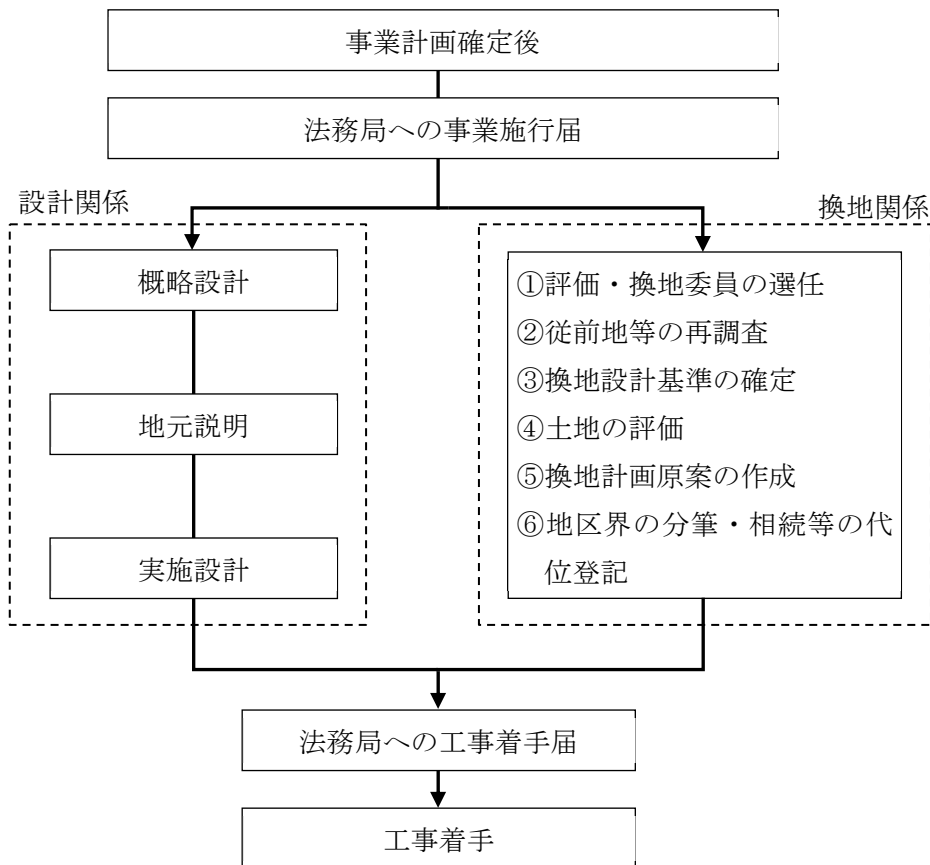 事業計画確定後
法務局への事業施行届
設計関係
概略設計
地元説明
実施設計
換地関係
①評価・換地委員の選任
②従前地等の再調査
③換地設計基準の確定
④土地の評価
⑤換地計画原案の作成
⑥地区界の分筆・相続等の代
位登記
法務局への工事着手届
工事着手